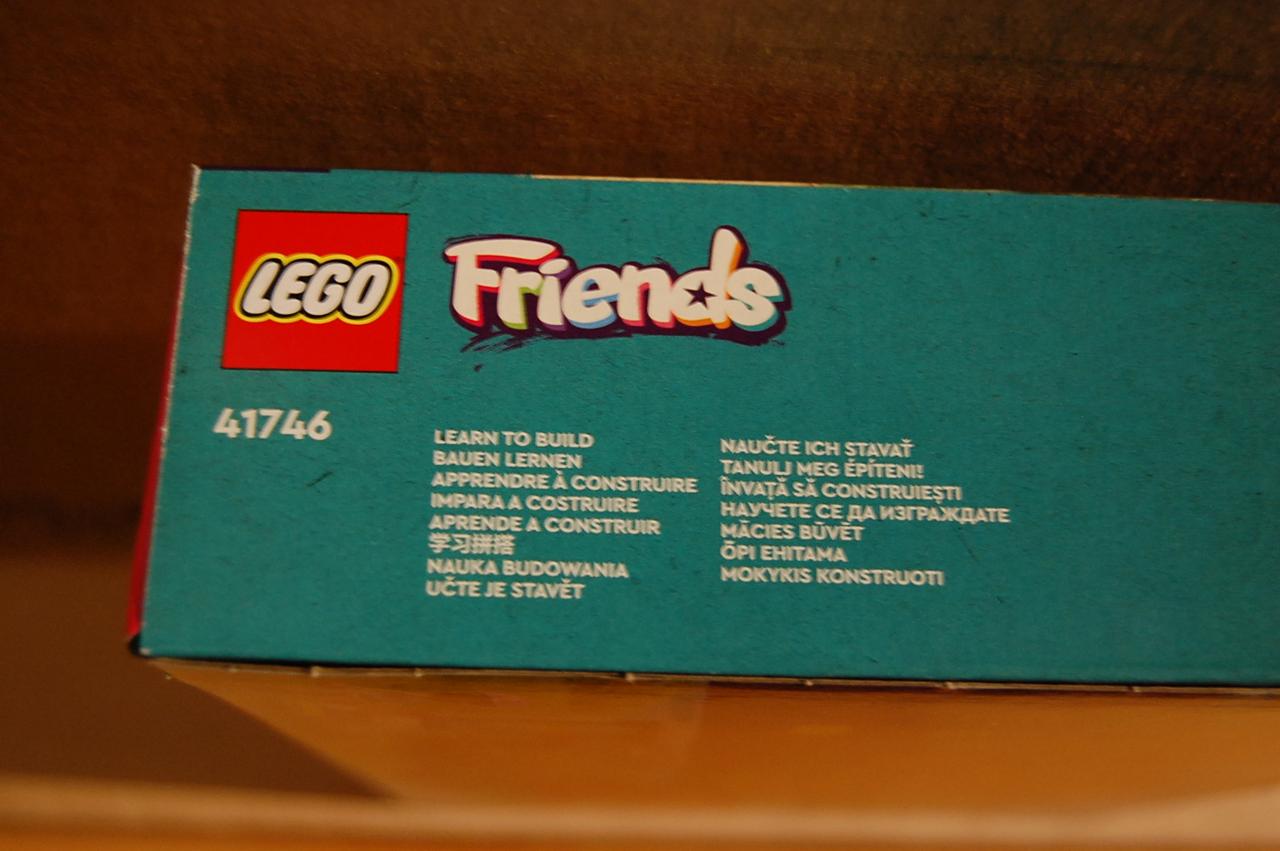 LEGO
Friends
41746
LEARN TO BUILD
BAUEN LERNEN
APPRENDRE À CONSTRUIRE
IMPARA A COSTRUIRE
APRENDE A CONSTRUIR
学习拼搭
NAUKA BUDOWANIA
UČTE JE STAVĚT
NAUČTE ICH STAVAŤ
TANULJ MEG ÉPÍTENI!
ÎNVAȚĂ SĂ CONSTRUIEȘTI
НАУЧЕТЕ СЕ ДА ИЗГРАЖДАТЕ
MĀCIES BŪVĒT
ÕPI EHITAMA
MOKYKIS KONSTRUOTI